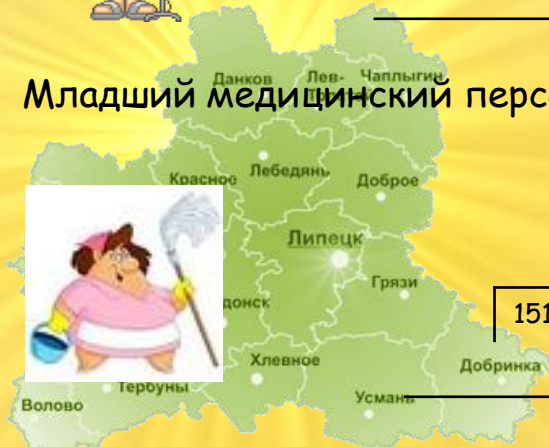 Данков Лев- Чаплыгин
Младший медицинский перс
Красное Лебедянь Доброе
Липецк
Грязи
донск
151
Хлевное Добринка
Тербуны
Волово Усмань